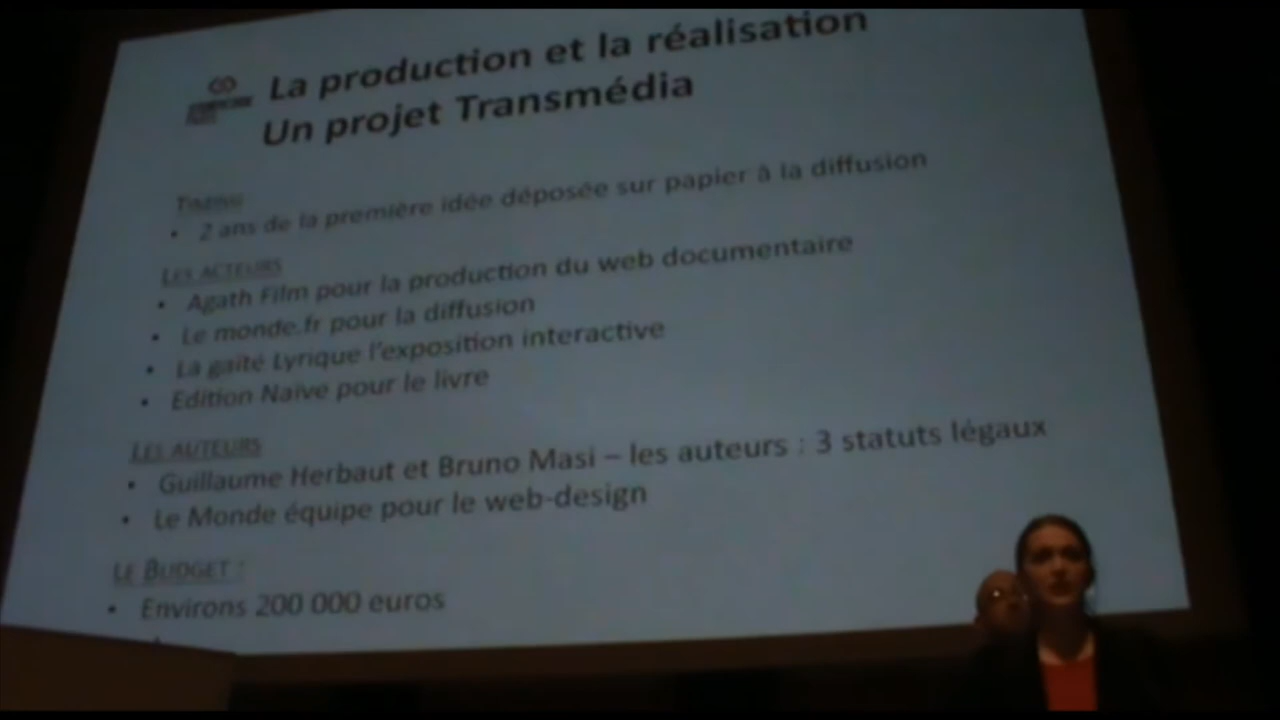 La production et la réalisation
Un projet Transmédia
TIMING
• 2 ans de la première idée déposée sur papier à la diffusion
LES ACTEURS
• Agath Film pour la production du web documentaire
• Le monde.fr pour la diffusion
• La gaité Lyrique l'exposition interactive
• Edition Naive pour le livre
LES AUTEURS
• Guillaume Herbaut et Bruno Masi – les auteurs : 3 statuts légaux
• Le Monde équipe pour le web-design
LE BUDGET :
• Environs 200 000 euros